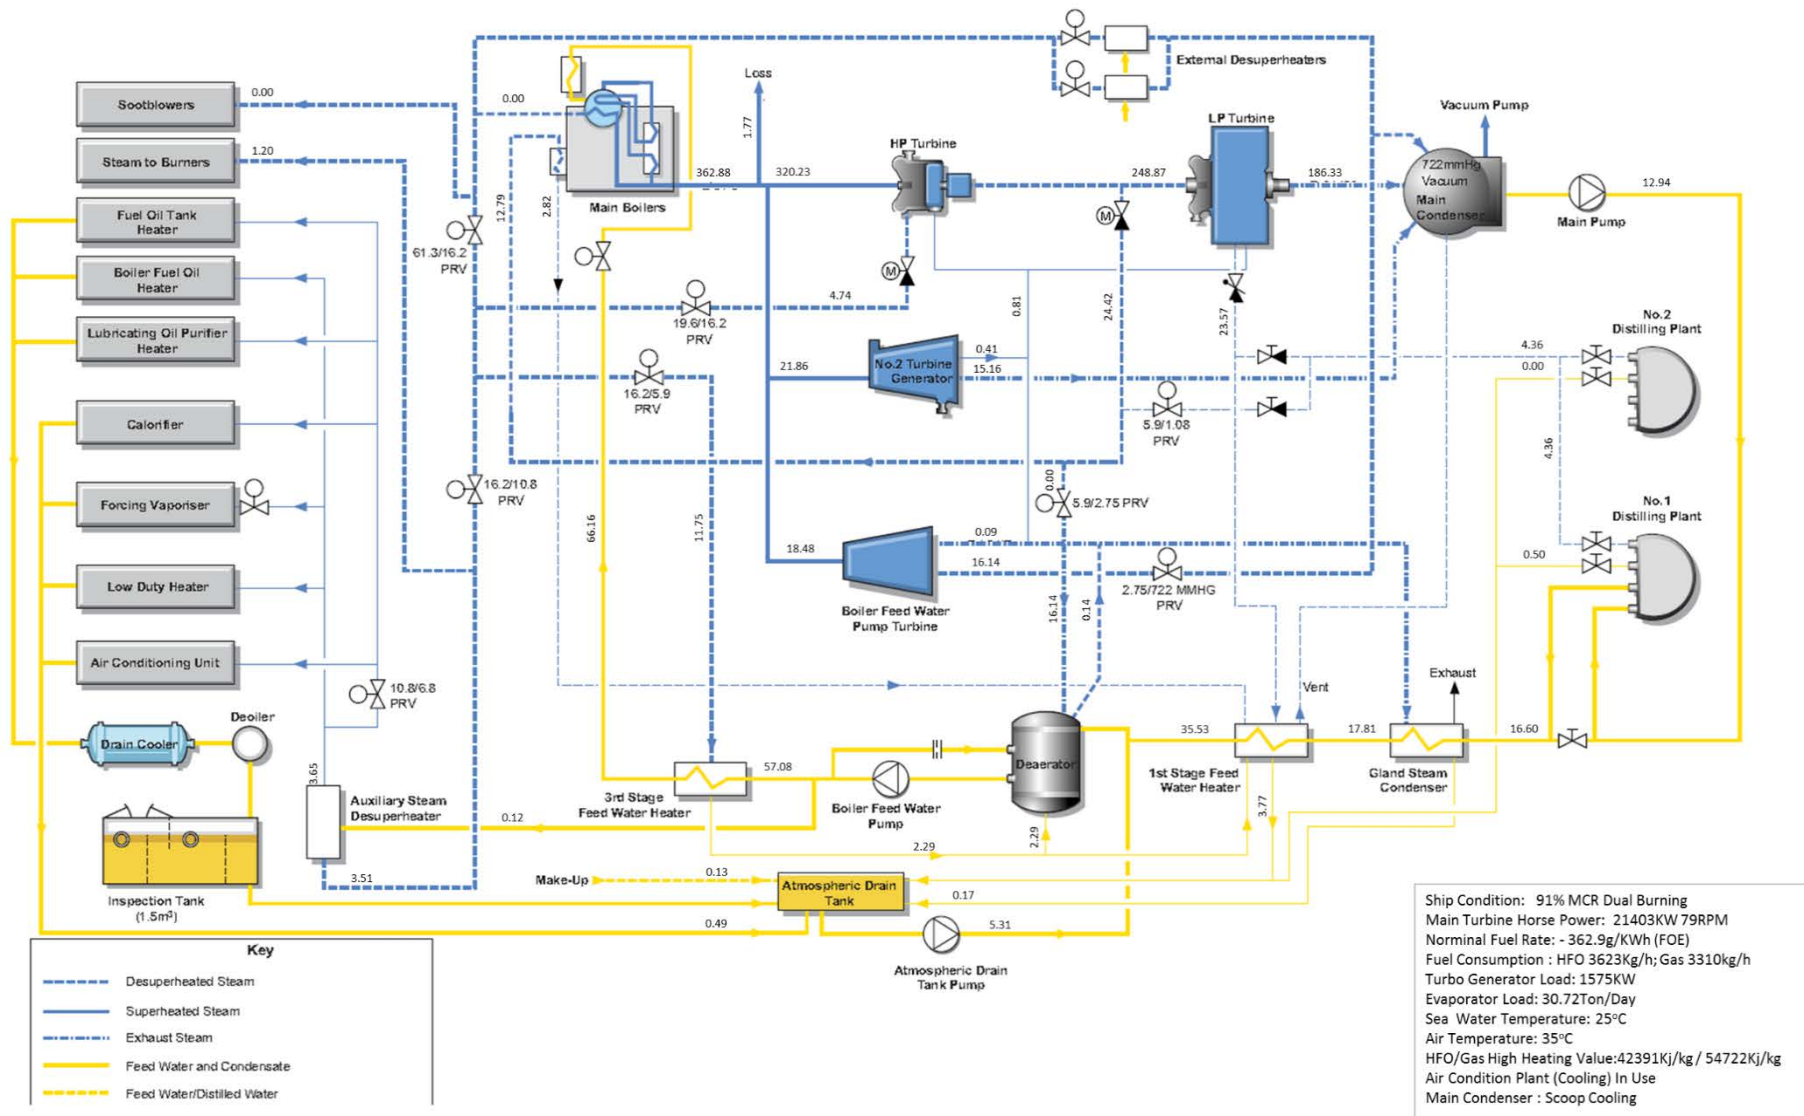 External Desuperheaters
Sootblowers
0.00
0.00
Loss
1.77
Vacuum Pump
LP Turbine
HP Turbine
Steam to Burners
1.20
362.88
320.23
248.87
186.33
722mmHg
Vacuum
Main
Condenser
12.94
Main Pump
Main Boilers
12.79
2.82
Fuel Oil Tank
Heater
61.3/16.2
PRV
Boiler Fuel Oil
Heater
M
M
4.74
19.6/16.2
PRV
0.81
24.42
23.57
Lubricating Oil Purifier
Heater
No.2
Distilling Plant
4.36
0.00
No.2 Turbine
Generator
0.41
15.16
21.86
16.2/5.9
PRV
5.9/1.08
PRV
4.36
Calorifier
Forcing Vaporiser
16.2/10.8
PRV
0.00
5.9/2.75 PRV
No.1
Distilling Plant
0.50
66.16
11.75
18.48
0.09
16.14
2.75/722 MMHG
PRV
Boiler Feed Water
Pump Turbine
16.14
0.14
Low Duty Heater
Air Conditioning Unit
10.8/6.8
PRV
Vent
Exhaust
Deoiler
Drain Cooler
3.65
35.53
17.81
16.60
57.08
Deaerator
1st Stage Feed
Water Heater
Gland Steam
Condenser
3rd Stage
Feed Water Heater
Boiler Feed Water
Pump
Auxiliary Steam
Desuperheater
0.12
3.77
2.29
2.29
3.51
Make-Up
0.13
Atmospheric Drain
Tank
0.17
Inspection Tank
(1.5m³)
0.49
5.31
Atmospheric Drain
Tank Pump
Key
Desuperheated Steam
Superheated Steam
Exhaust Steam
Feed Water and Condensate
Feed Water/Distilled Water
Ship Condition: 91% MCR Dual Burning
Main Turbine Horse Power: 21403KW 79RPM
Norminal Fuel Rate: - 362.9g/KWh (FOE)
Fuel Consumption : HFO 3623Kg/h; Gas 3310kg/h
Turbo Generator Load: 1575KW
Evaporator Load: 30.72Ton/Day
Sea Water Temperature: 25°C
Air Temperature: 35°C
HFO/Gas High Heating Value:42391Kj/kg / 54722Kj/kg
Air Condition Plant (Cooling) In Use
Main Condenser : Scoop Cooling